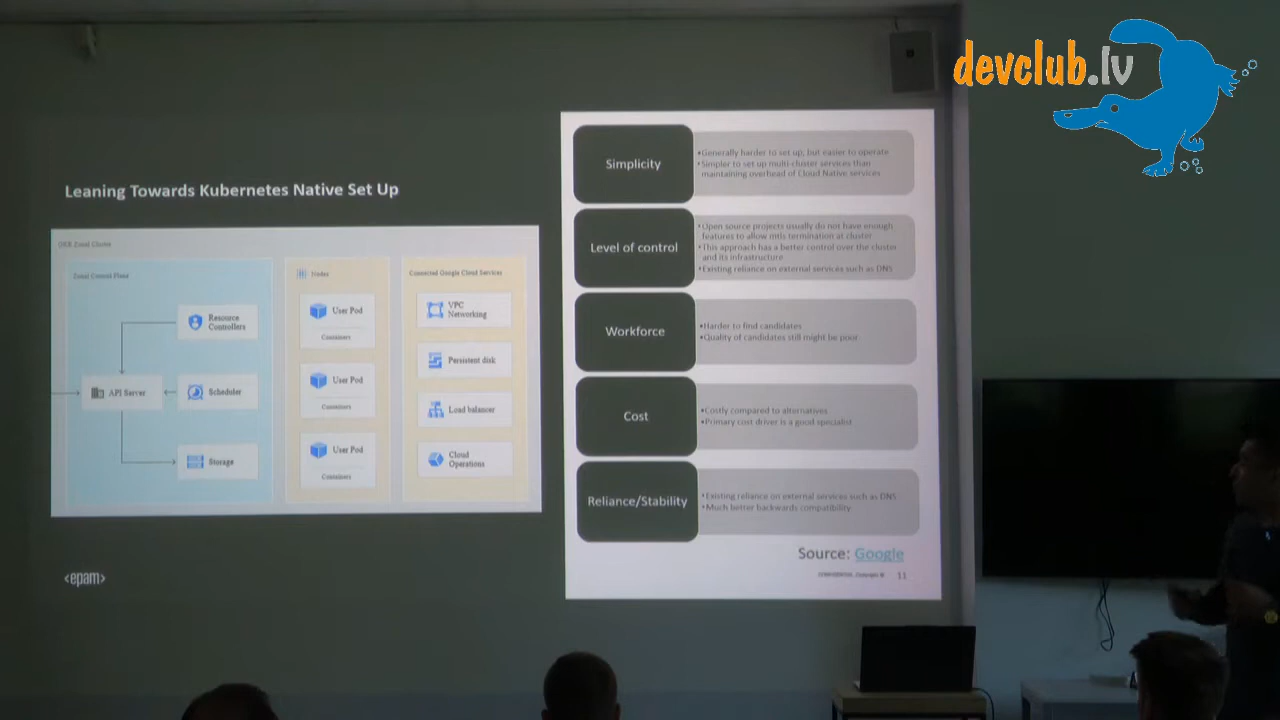 devclub.lv
Leaning Towards Kubernetes Native Set Up
GKE Zonal Cluster
Zonal Control Plane
Resource
Controllers
API Server
Scheduler
Storage
Nodes
User Pod
Containers
User Pod
Containers
User Pod
Containers
Connected Google Cloud Services
VPC
Networking
Persistent disk
Load balancer
Cloud
Operations
<epam>
Simplicity
•Generally harder to set up, but easier to operate
•Simpler to set up multi-cluster services than
maintaining overhead of Cloud Native services
Level of control
•Open source projects usually do not have enough
features to allow mtls termination at cluster
•This approach has a better control over the cluster
and its infrastructure
•Existing reliance on external services such as DNS
Workforce
•Harder to find candidates
•Quality of candidates still might be poor
Cost
•Costly compared to alternatives
•Primary cost driver is a good specialist
Reliance/Stability
•Existing reliance on external services such as DNS
•Much better backwards compatibility
Source: Google
CONFIDENTIAL. Copyright ©
11